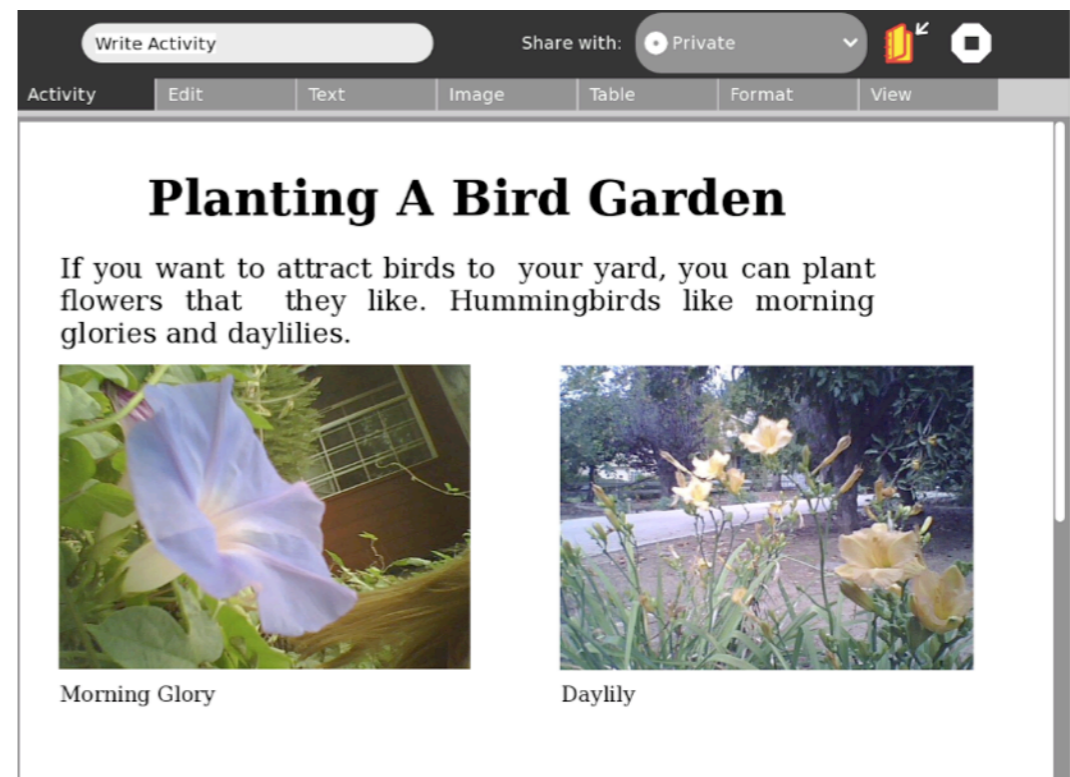 Write Activity
Share with:
Private
Activity
Edit
Text
Image
Table
Format
View
Planting A Bird Garden
If you want to attract birds to your yard, you can plant
flowers that they like. Hummingbirds like morning
glories and daylilies.
Morning Glory
Daylily